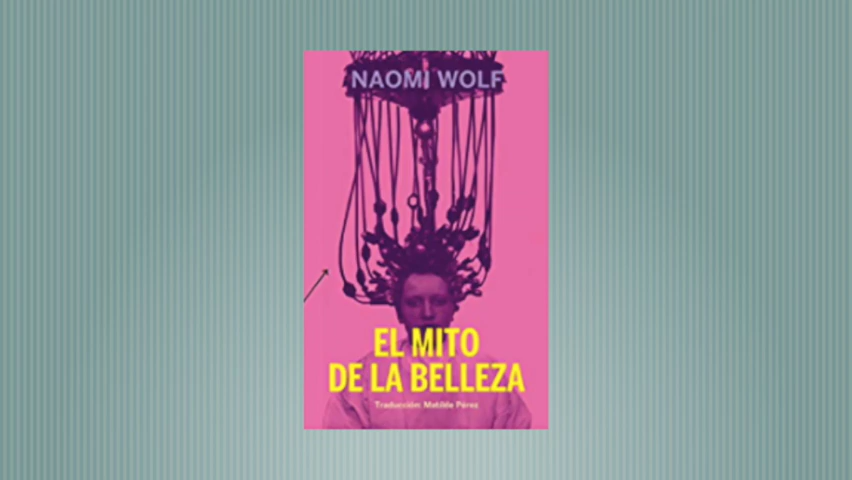 NAOMI WOLF
EL MITO
DE LA BELLEZA
Traducción Matilde Pérez